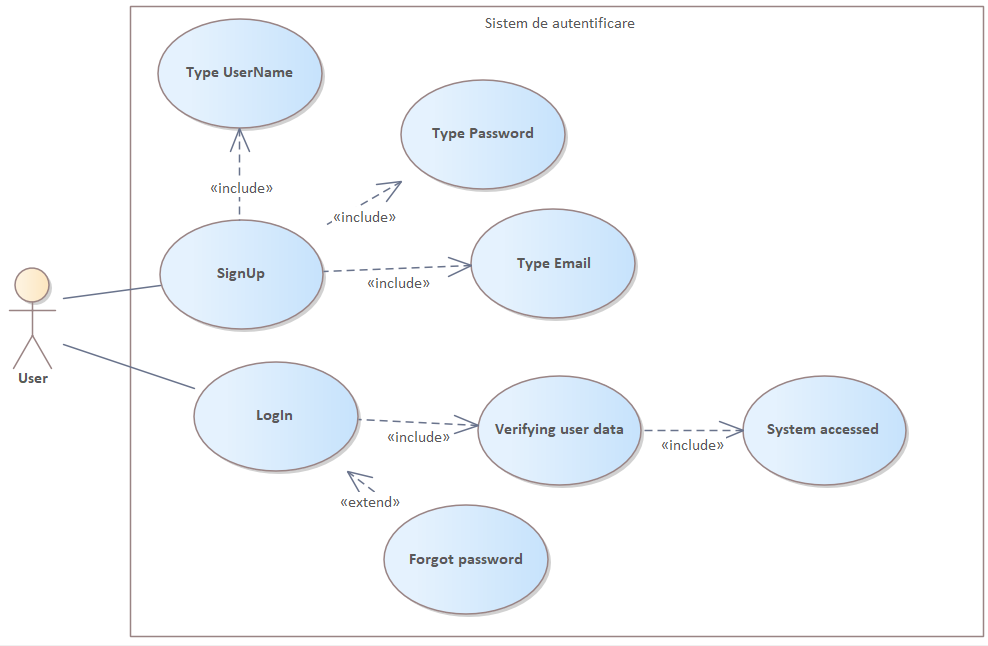 Sistem de autentificare
Type UserName
Type Password
«include»
«include»
Type Email
SignUp
«include»
User
LogIn
Verifying user data
System accessed
«include»
«include»
«extend»
Forgot password